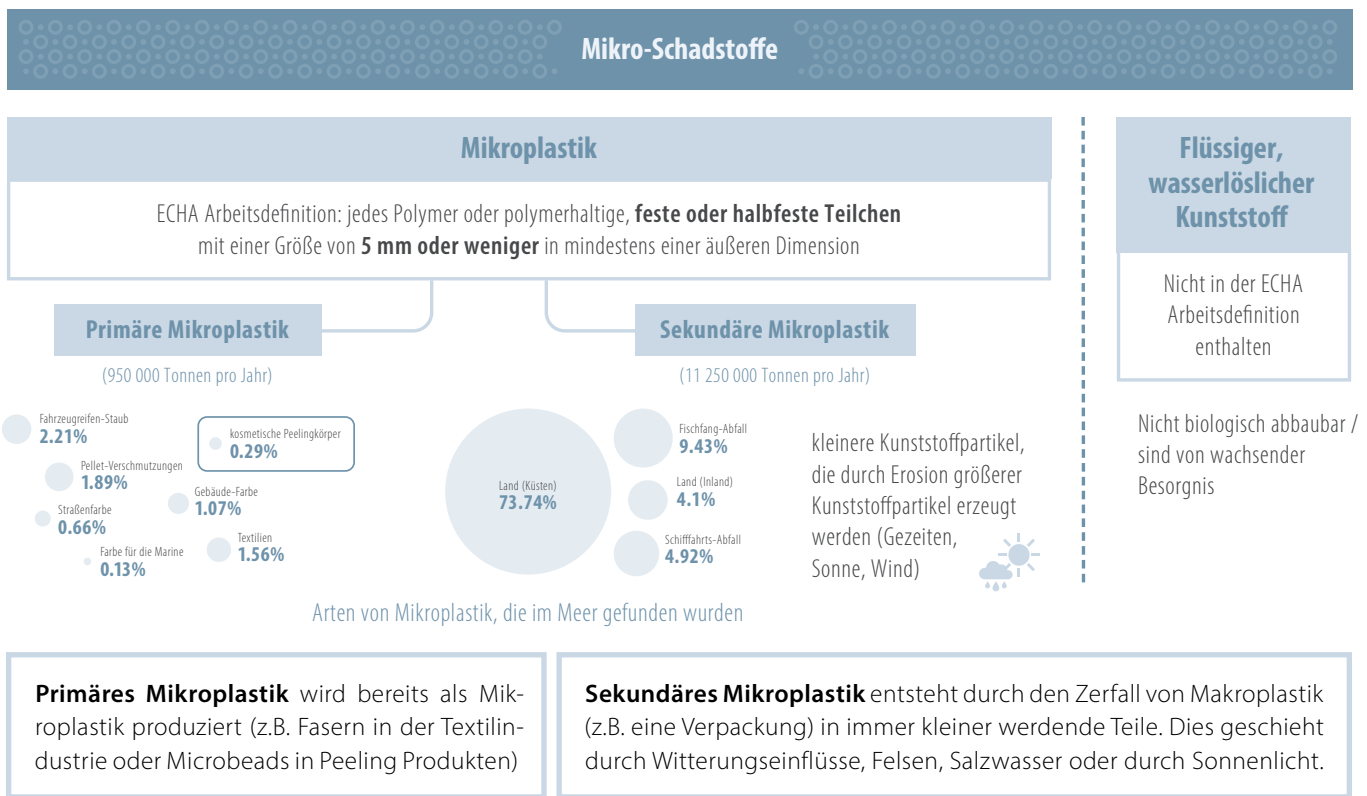 Mikro-Schadstoffe
Mikroplastik
ECHA Arbeitsdefinition: jedes Polymer oder polymerhaltige, feste oder halbfeste Teilchen
mit einer Größe von 5 mm oder weniger in mindestens einer äußeren Dimension
Primäre Mikroplastik
(950 000 Tonnen pro Jahr)
Fahrzeugreifen-Staub
2.21%
kosmetische Peelingkörper
0.29%
Pellet-Verschmutzungen
1.89%
Gebäude-Farbe
1.07%
Straßenfarbe
0.66%
Textilien
1.56%
Farbe für die Marine
0.13%
Sekundäre Mikroplastik
(11 250 000 Tonnen pro Jahr)
Land (Küsten)
73.74%
Fischfang-Abfall
9.43%
Land (Inland)
4.1%
Schifffahrts-Abfall
4.92%
kleinere Kunststoffpartikel,
die durch Erosion größerer
Kunststoffpartikel erzeugt
werden (Gezeiten,
Sonne, Wind)
Arten von Mikroplastik, die im Meer gefunden wurden
Flüssiger,
wasserlöslicher
Kunststoff
Nicht in der ECHA
Arbeitsdefinition
enthalten
Nicht biologisch abbaubar /
sind von wachsender
Besorgnis
Primäres Mikroplastik wird bereits als Mik-
roplastik produziert (z.B. Fasern in der Textilin-
dustrie oder Microbeads in Peeling Produkten)
Sekundäres Mikroplastik entsteht durch den Zerfall von Makroplastik
(z.B. eine Verpackung) in immer kleiner werdende Teile. Dies geschieht
durch Witterungseinflüsse, Felsen, Salzwasser oder durch Sonnenlicht.